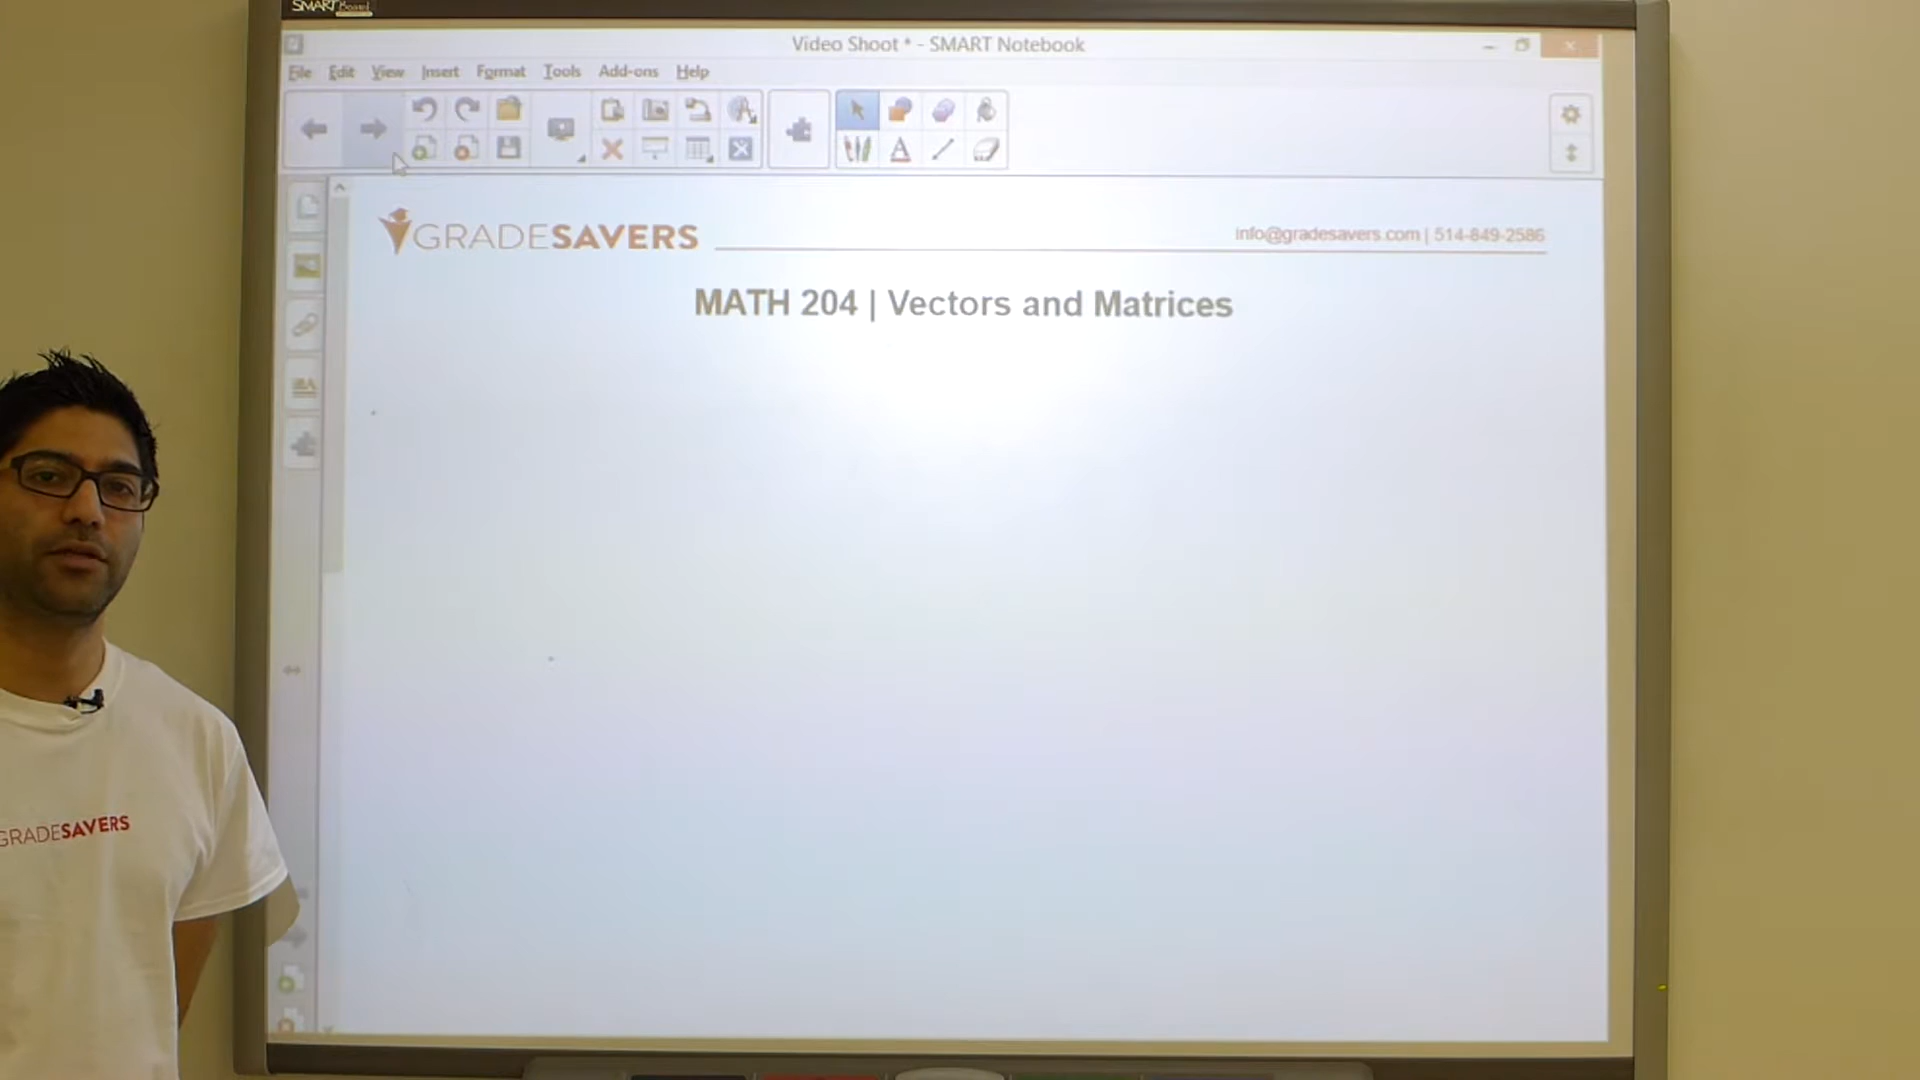 SMART Board
Video Shoot * - SMART Notebook
File Edit View Insert Format Tools Add-ons Help
GRADESAVERS
info@gradesavers.com | 514-849-2586
MATH 204 | Vectors and Matrices
GRADESAVERS